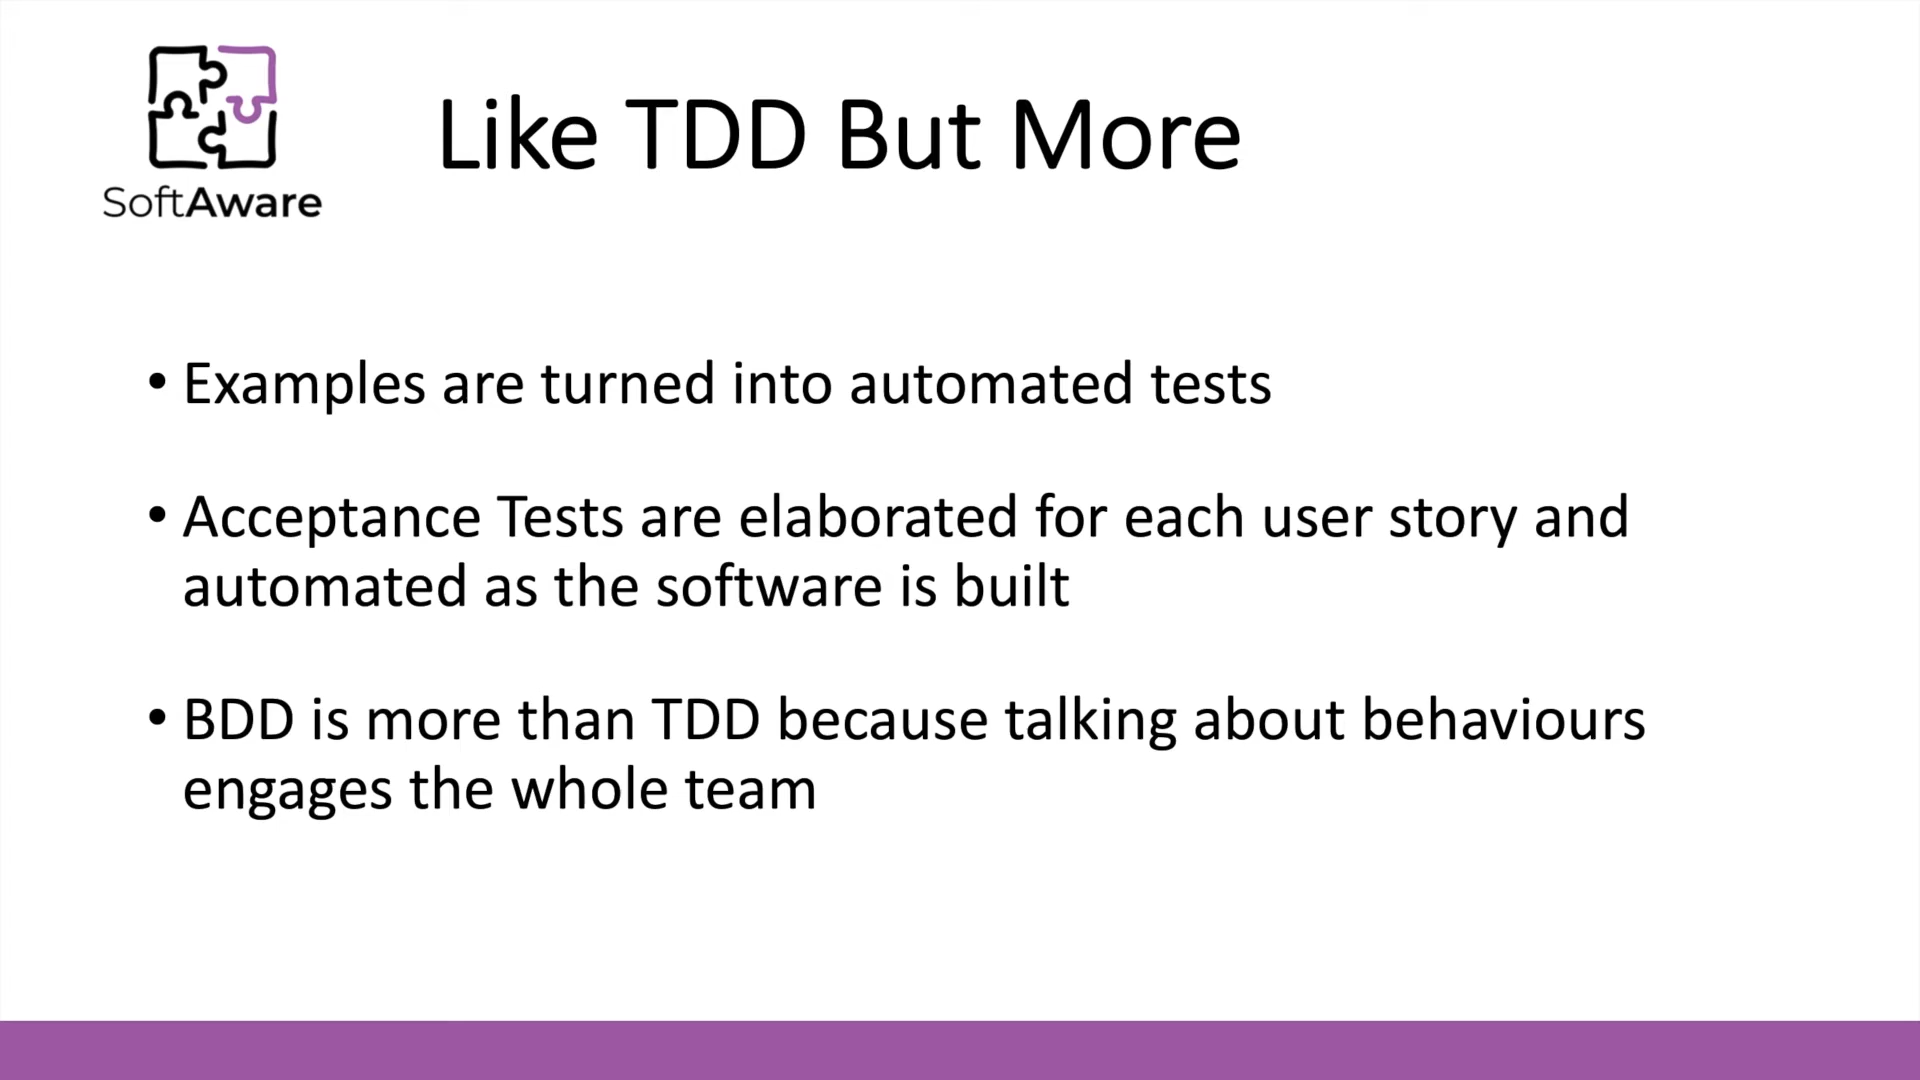 SoftAware
Like TDD But More
• Examples are turned into automated tests
• Acceptance Tests are elaborated for each user story and
automated as the software is built
• BDD is more than TDD because talking about behaviours
engages the whole team